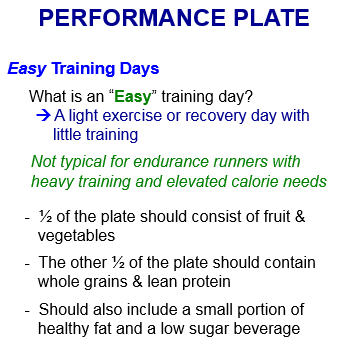 PERFORMANCE PLATE
Easy Training Days
What is an “Easy” training day?
→ A light exercise or recovery day with
little training
Not typical for endurance runners with
heavy training and elevated calorie needs
- ½ of the plate should consist of fruit &
vegetables
- The other ½ of the plate should contain
whole grains & lean protein
- Should also include a small portion of
healthy fat and a low sugar beverage